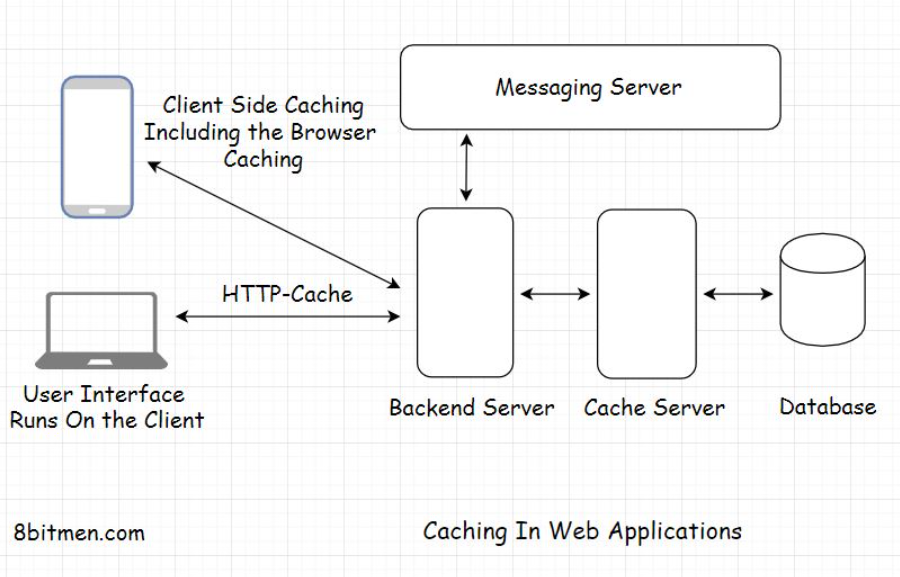 Messaging Server
Client Side Caching
Including the Browser
Caching
HTTP-Cache
User Interface
Runs On the Client
Backend Server
Cache Server
Database
8bitmen.com
Caching In Web Applications